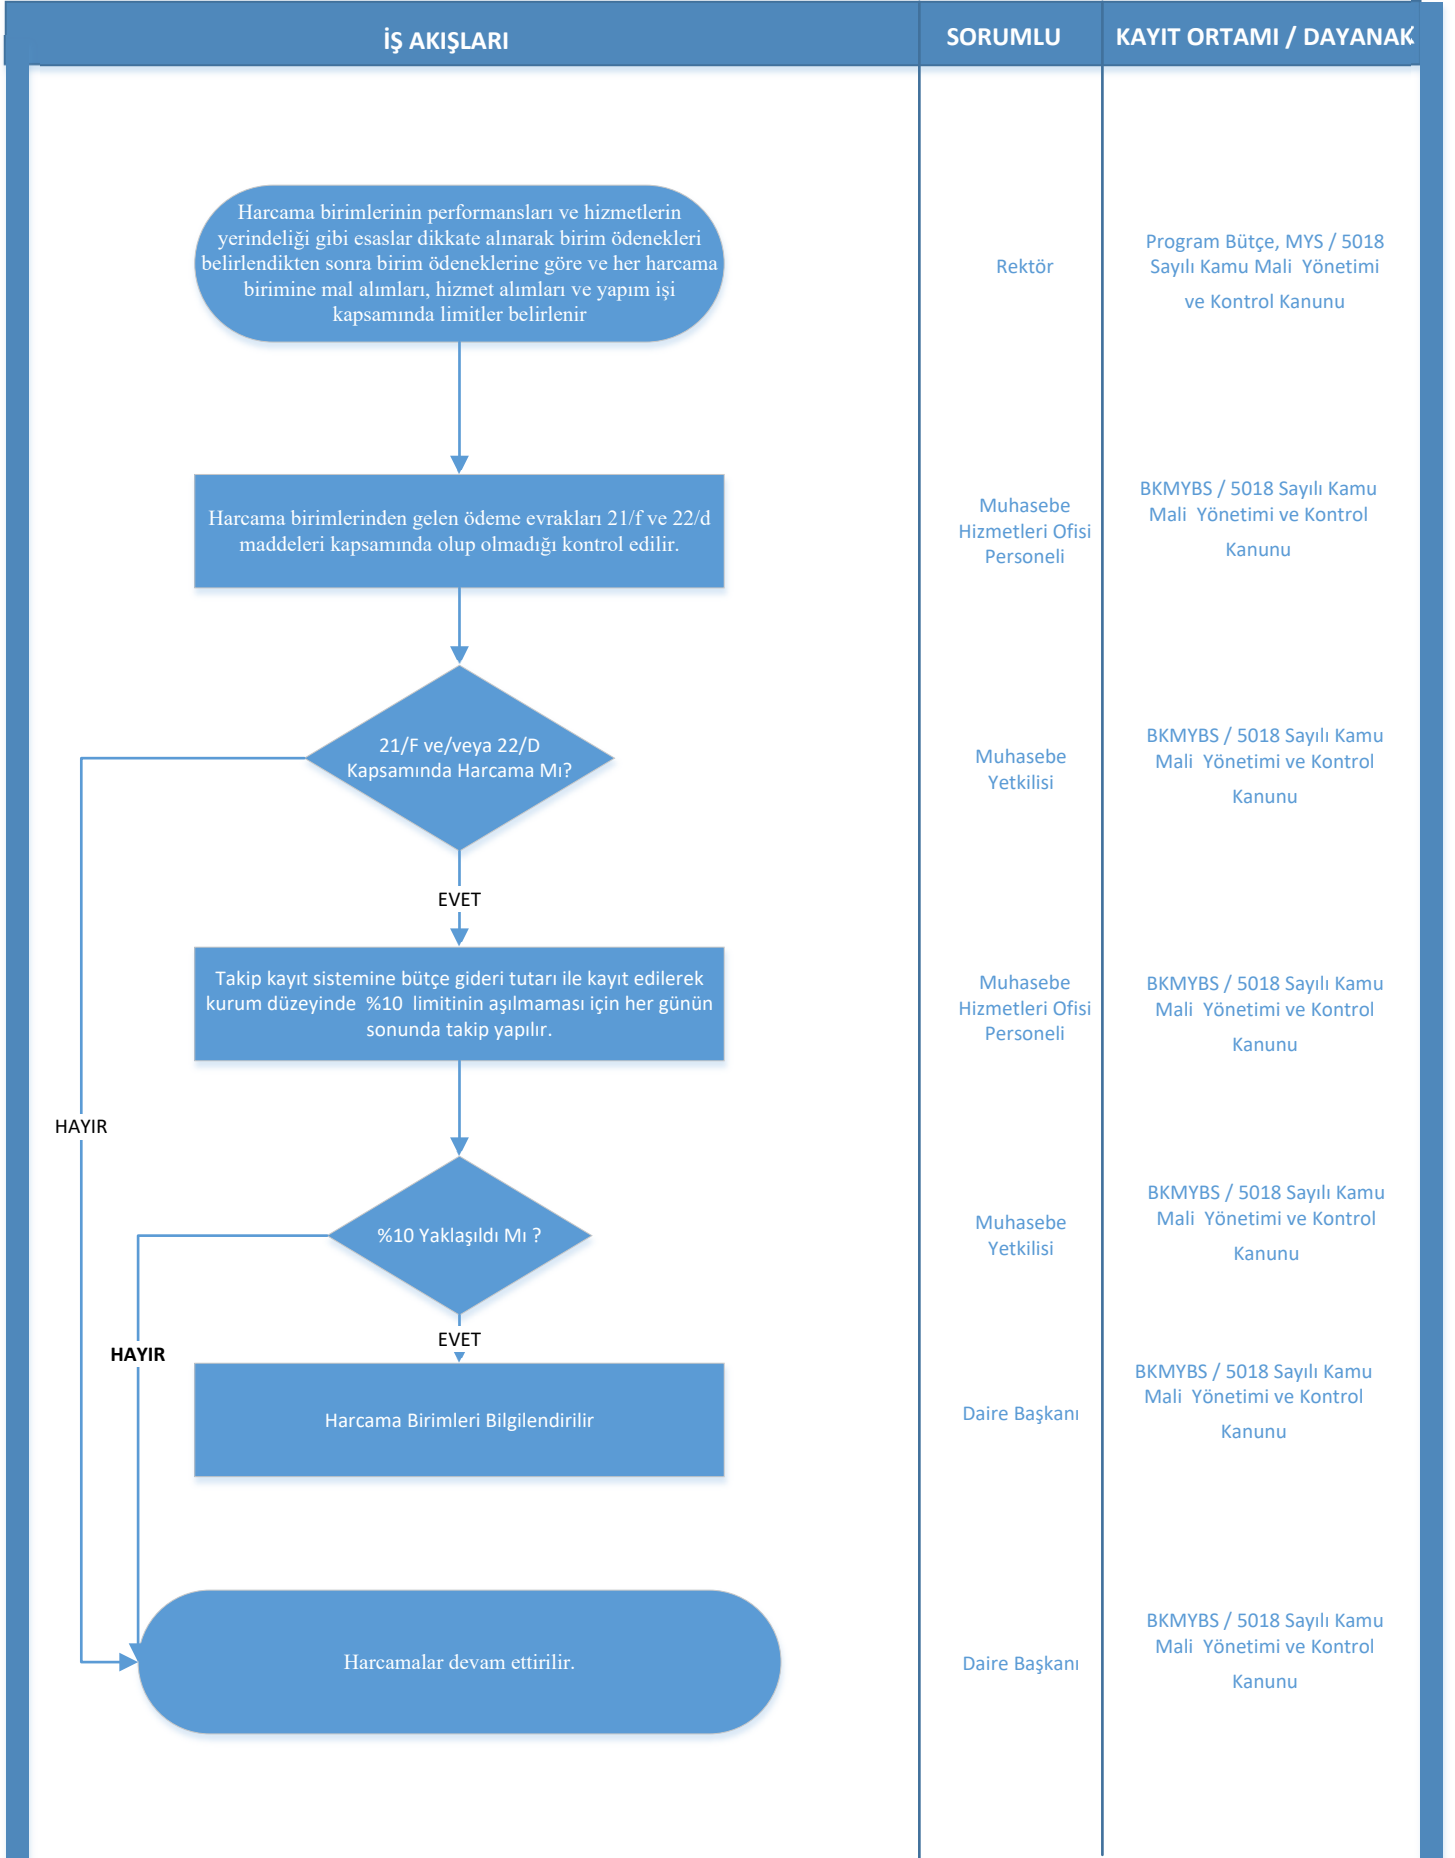 İŞ AKIŞLARI
SORUMLU
KAYIT ORTAMI / DAYANAK
Harcama birimlerinin performansları ve hizmetlerin
yerindeliği gibi esaslar dikkate alınarak birim ödenekleri
belirlendikten sonra birim ödeneklerine göre ve her harcama
birimine mal alımları, hizmet alımları ve yapım işi
kapsamında limitler belirlenir
Rektör
Program Bütçe, MYS / 5018
Sayılı Kamu Mali Yönetimi
ve Kontrol Kanunu
Harcama birimlerinden gelen ödeme evrakları 21/f ve 22/d
maddeleri kapsamında olup olmadığı kontrol edilir.
Muhasebe
Hizmetleri Ofisi
Personeli
BKMYBS / 5018 Sayılı Kamu
Mali Yönetimi ve Kontrol
Kanunu
21/F ve/veya 22/D
Kapsamında Harcama Mı?
Muhasebe
Yetkilisi
BKMYBS / 5018 Sayılı Kamu
Mali Yönetimi ve Kontrol
Kanunu
EVET
Takip kayıt sistemine bütçe gideri tutarı ile kayıt edilerek
kurum düzeyinde %10 limitinin aşılmaması için her günün
sonunda takip yapılır.
Muhasebe
Hizmetleri Ofisi
Personeli
BKMYBS / 5018 Sayılı Kamu
Mali Yönetimi ve Kontrol
Kanunu
HAYIR
%10 Yaklaşıldı Mı ?
Muhasebe
Yetkilisi
BKMYBS / 5018 Sayılı Kamu
Mali Yönetimi ve Kontrol
Kanunu
EVET
HAYIR
Harcama Birimleri Bilgilendirilir
Daire Başkanı
BKMYBS / 5018 Sayılı Kamu
Mali Yönetimi ve Kontrol
Kanunu
Harcamalar devam ettirilir.
Daire Başkanı
BKMYBS / 5018 Sayılı Kamu
Mali Yönetimi ve Kontrol
Kanunu